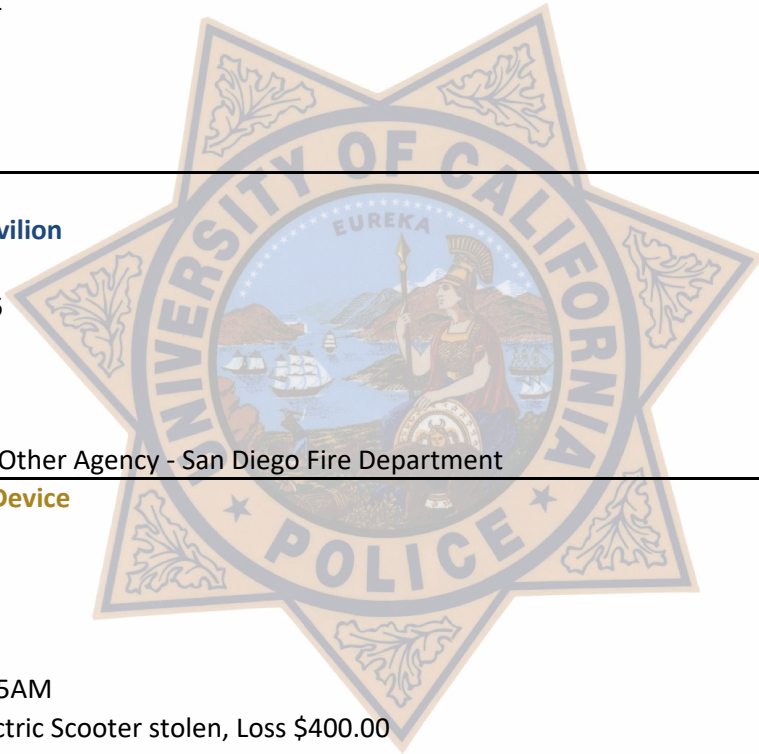 vilion
UNIVERSITY OF CALIFORNIA
EUREKA
Other Agency - San Diego Fire Department
Device
POLICE
5AM
ctric Scooter stolen, Loss $400.00